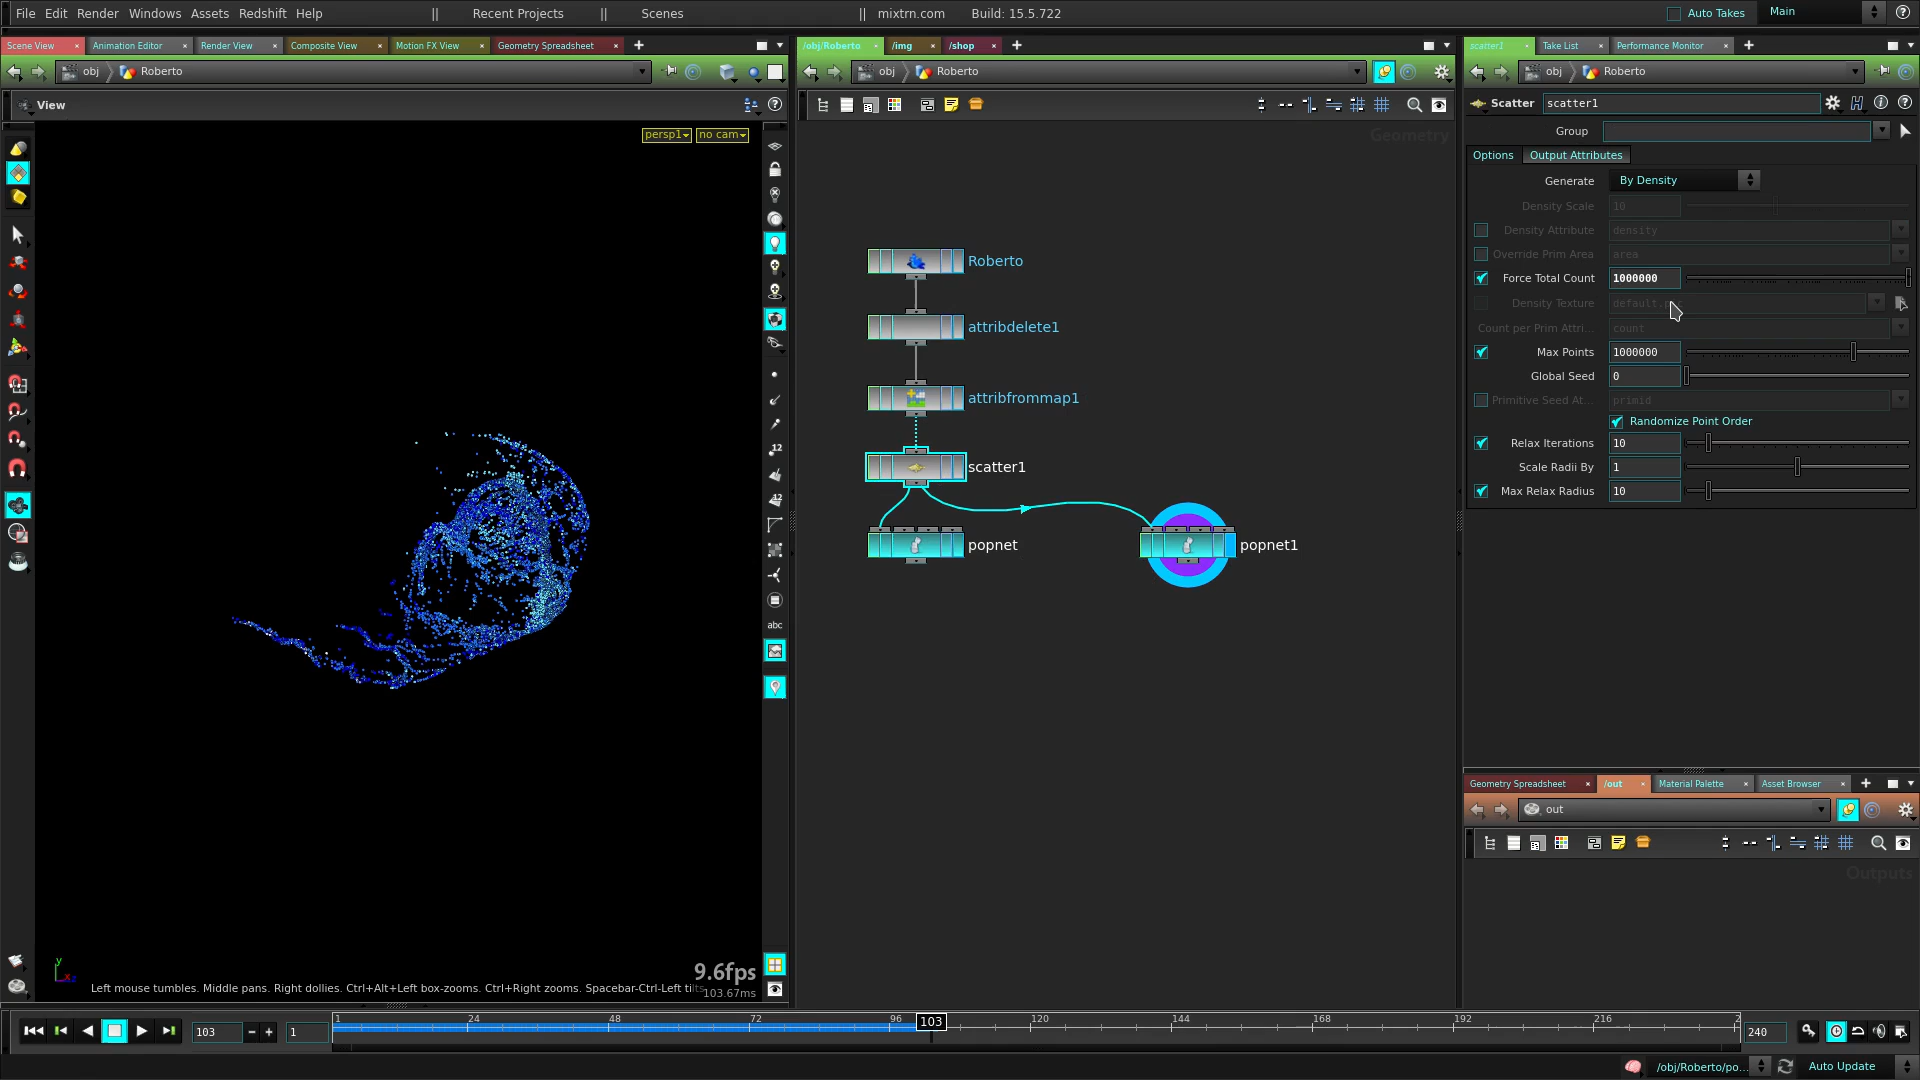 File Edit Render Windows Assets Redshift Help || Recent Projects || Scenes || mixtrn.com Build: 15.5.722 Auto Takes Main
Scene View Animation Editor Render View Composite View Motion FX View Geometry Spreadsheet
obj Roberto
View
persp1 no cam
12
12
abc
y
x z
9.6fps
103.67ms
Left mouse tumbles. Middle pans. Right dollies. Ctrl+Alt+Left box-zooms. Ctrl+Right zooms. Spacebar-Ctrl-Left tilts
/obj/Roberto /img /shop
obj Roberto
Geometry
Roberto
attribdelete1
attribfrommap1
scatter1
popnet
popnet1
scatter1 Take List Performance Monitor
obj Roberto
Scatter scatter1
Group
Options Output Attributes
Generate By Density
Density Scale 10
Density Attribute density
Override Prim Area area
Force Total Count 1000000
Density Texture
Count per Prim Attri... count
Max Points 1000000
Global Seed 0
Primitive Seed At... primid
Randomize Point Order
Relax Iterations 10
Scale Radii By 1
Max Relax Radius 10
Geometry Spreadsheet /out Material Palette Asset Browser
out
Outputs
103 1 1 24 48 72 96 103 120 144 168 192 216 2 240
/obj/Roberto/po... Auto Update